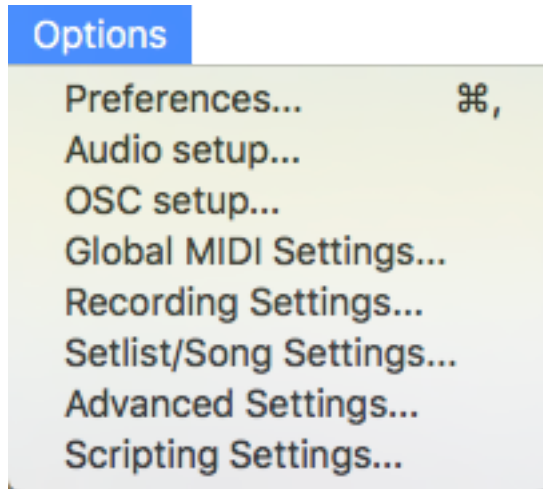 Options
Preferences... ⌘,
Audio setup...
OSC setup...
Global MIDI Settings...
Recording Settings...
Setlist/Song Settings...
Advanced Settings...
Scripting Settings...